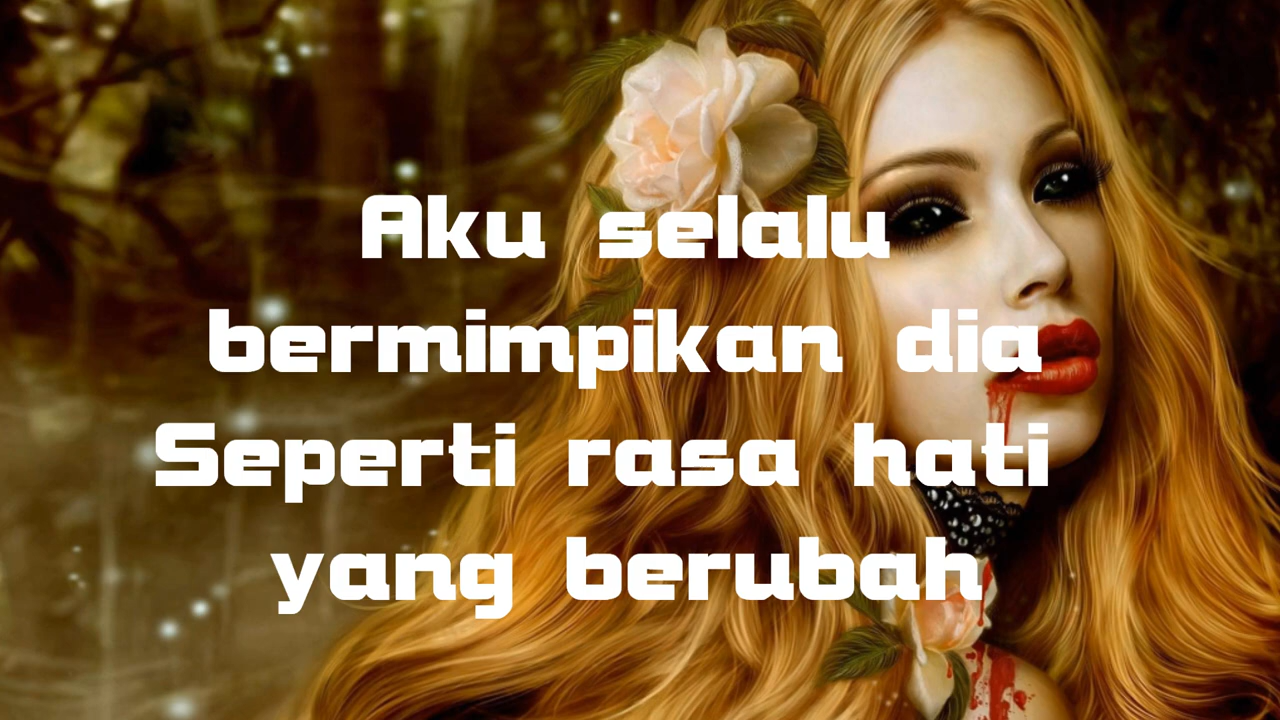 Aku selalu
bermimpikan dia
Seperti rasa hati
yang berubah